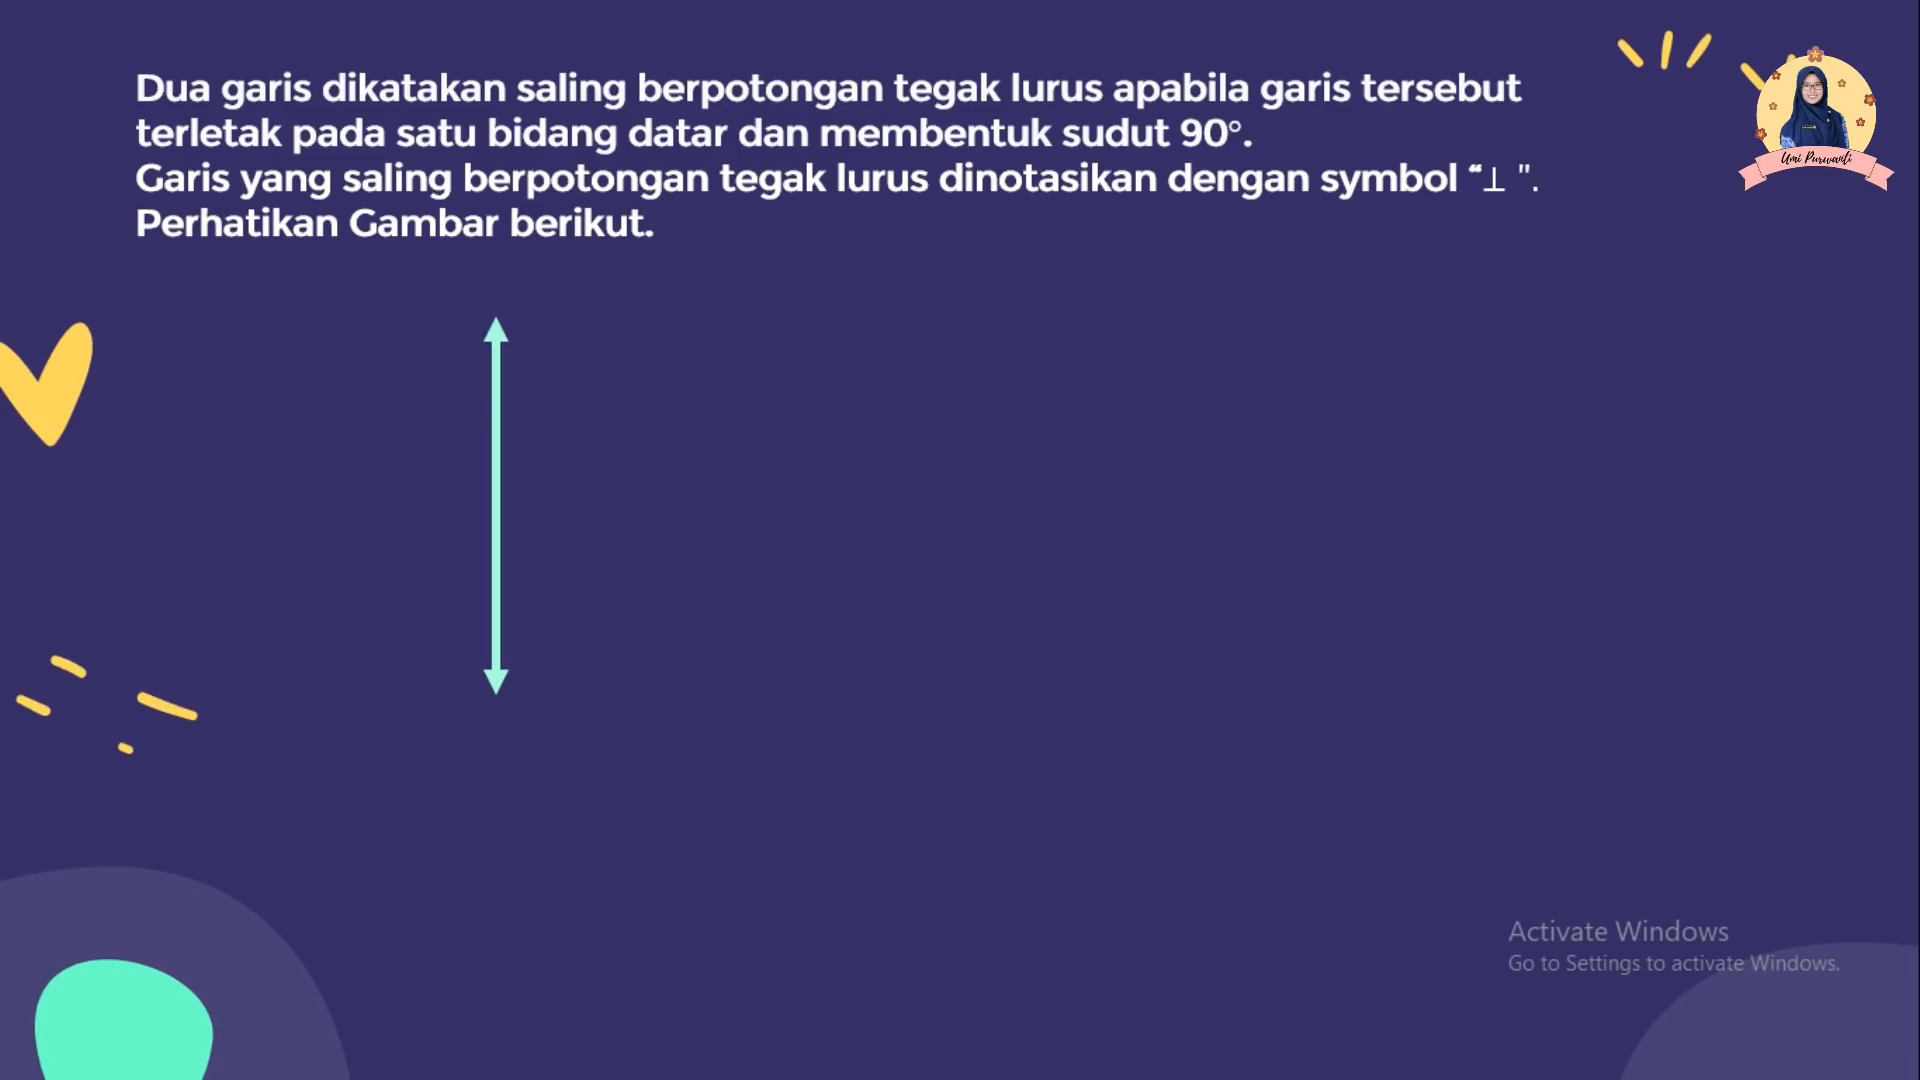 Dua garis dikatakan saling berpotongan tegak lurus apabila garis tersebut
terletak pada satu bidang datar dan membentuk sudut 90°.
Garis yang saling berpotongan tegak lurus dinotasikan dengan symbol “⊥ ".
Perhatikan Gambar berikut.
Umi Purwanti
Activate Windows
Go to Settings to activate Windows.